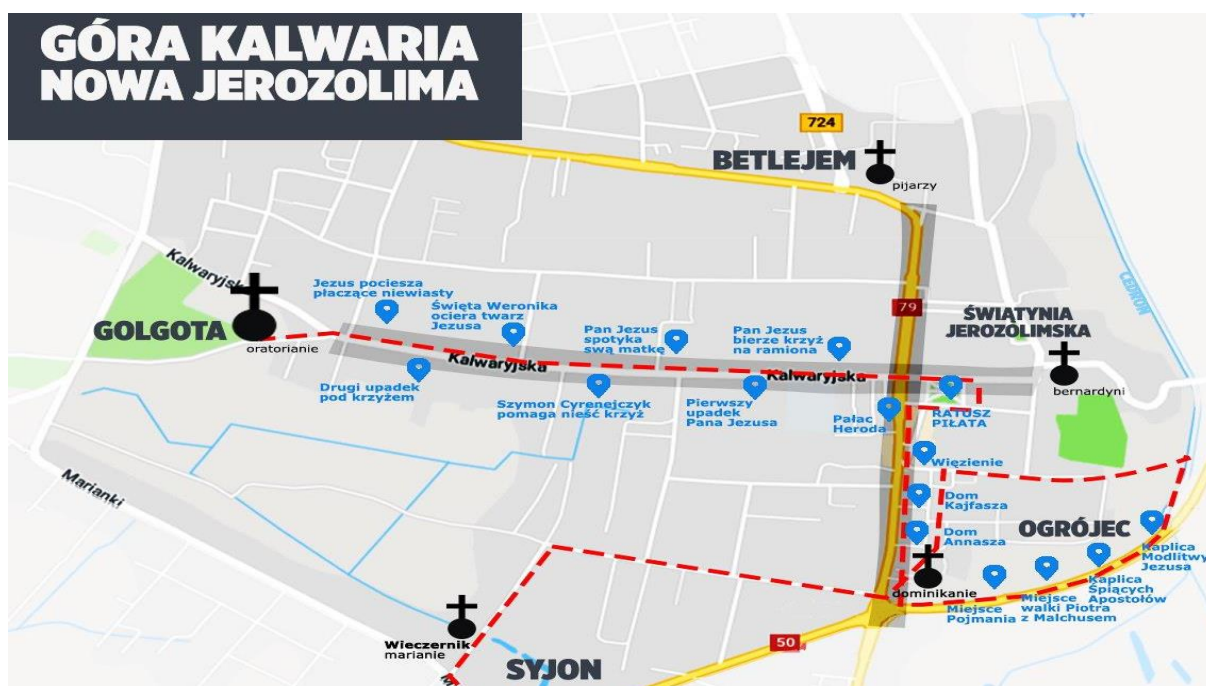 GÓRA KALWARIA
NOWA JEROZOLIMA
724
BETLEJEM
pijarzy
Kalwaryjsk
CEDRON
Jezus pociesza
płaczące niewiasty
Święta Weronika
ociera twarz
Jezusa
79
GOLGOTA
oratorianie
Pan Jezus
spotyka
swą matkę
Pan Jezus
bierze krzyż
na ramiona
ŚWIĄTYNIA
JEROZOLIMSKA
Kalwaryjska
Kalwaryjska
bernardyni
Drugi upadek
pod krzyżem
Szymon Cyrenejczyk
pomaga nieść krzyż
Pierwszy
upadek
Pana Jezusa
Pałac
Heroda
RATUSZ
PIŁATA
Więzienie
Marianki
Dom
Kajfasza
OGRÓJEC
Dom
Annasza
Kaplica
Modlitwy
Jezusa
Kaplica
Śpiących
Apostołów
dominikanie
Miejsce
Pojmania
Miejsce
walki Piotra
z Malchusem
Wieczernik
marianie
50
SYJON
M